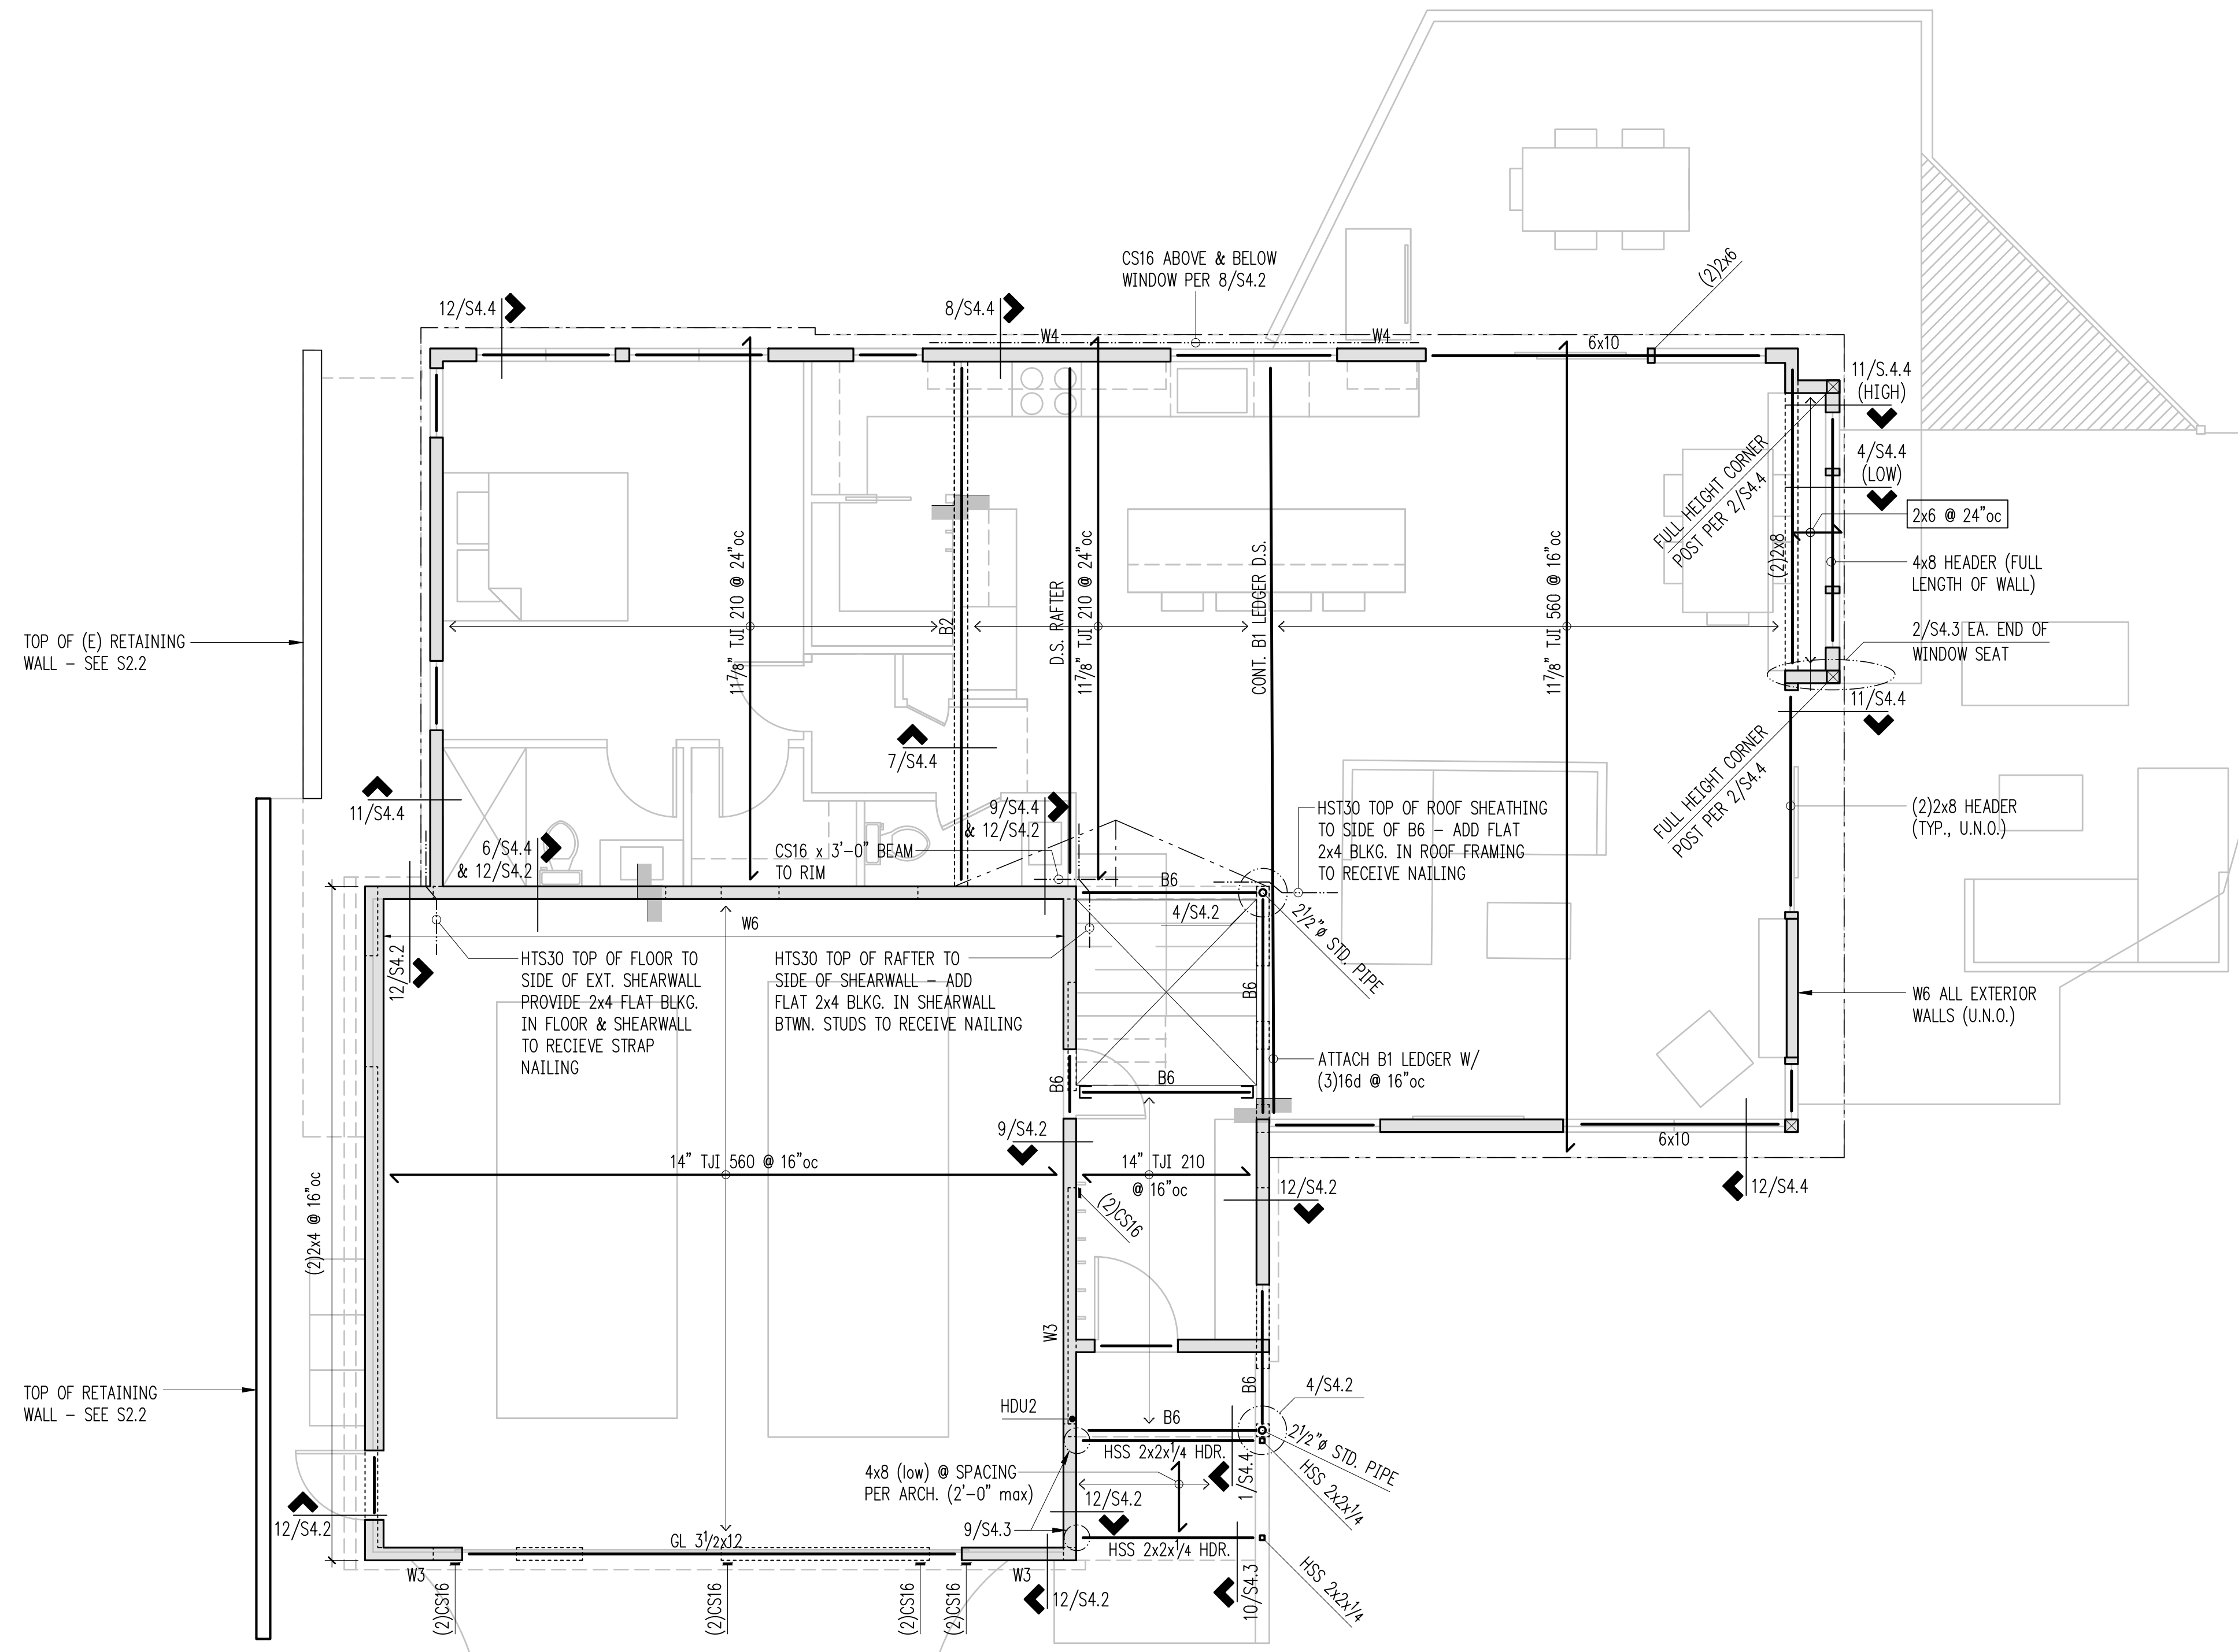 CS16 ABOVE & BELOW
WINDOW PER 8/S4.2
(2)2x6
12/S4.4
8/S4.4
W4
W4
6x10
11/S.4.4
(HIGH)
4/S4.4
(LOW)
FULL HEIGHT CORNER
POST PER 2/S4.4
2x6 @ 24"oc
(2)2x8
4x8 HEADER (FULL
LENGTH OF WALL)
11⅞" TJI 210 @ 24"oc
B2
D.S. RAFTER
11⅞" TJI 210 @ 24"oc
CONT. B1 LEDGER D.S.
11⅞" TJI 560 @ 16"oc
TOP OF (E) RETAINING
WALL – SEE S2.2
2/S4.3 EA. END OF
WINDOW SEAT
11/S4.4
7/S4.4
FULL HEIGHT CORNER
POST PER 2/S4.4
11/S4.4
9/S4.4
& 12/S4.2
HST30 TOP OF ROOF SHEATHING
TO SIDE OF B6 – ADD FLAT
2x4 BLKG. IN ROOF FRAMING
TO RECEIVE NAILING
(2)2x8 HEADER
(TYP., U.N.O.)
6/S4.4
& 12/S4.2
CS16 x 3'-0" BEAM
TO RIM
B6
4/S4.2
2½"ø STD. PIPE
W6
12/S4.2
HTS30 TOP OF FLOOR TO
SIDE OF EXT. SHEARWALL
PROVIDE 2x4 FLAT BLKG.
IN FLOOR & SHEARWALL
TO RECIEVE STRAP
NAILING
HTS30 TOP OF RAFTER TO
SIDE OF SHEARWALL – ADD
FLAT 2x4 BLKG. IN SHEARWALL
BTWN. STUDS TO RECEIVE NAILING
B6
W6 ALL EXTERIOR
WALLS (U.N.O.)
B6
B6
ATTACH B1 LEDGER W/
(3)16d @ 16"oc
9/S4.2
6x10
14" TJI 560 @ 16"oc
14" TJI 210
@ 16"oc
12/S4.2
12/S4.4
(2)CS16
(2)2x4 @ 16"oc
W3
TOP OF RETAINING
WALL – SEE S2.2
B6
4/S4.2
HDU2
B6
2½"ø STD. PIPE
HSS 2x2x¼ HDR.
1/S4.4
HSS 2x2x¼
4x8 (low) @ SPACING
PER ARCH. (2'-0" max)
12/S4.2
12/S4.2
9/S4.3
GL 3½x12
HSS 2x2x¼ HDR.
HSS 2x2x¼
W3
W3
(2)CS16
(2)CS16
(2)CS16
(2)CS16
12/S4.2
10/S4.3